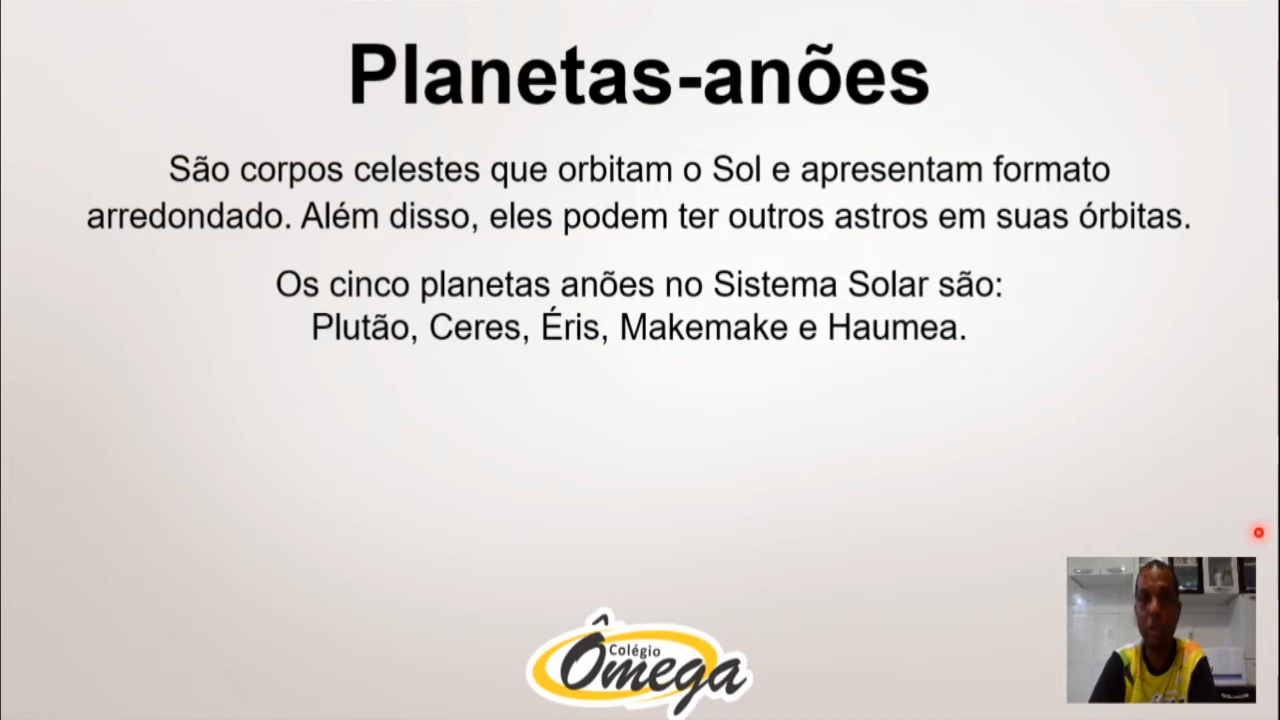 Planetas-anões
São corpos celestes que orbitam o Sol e apresentam formato
arredondado. Além disso, eles podem ter outros astros em suas órbitas.
Os cinco planetas anões no Sistema Solar são:
Plutão, Ceres, Éris, Makemake e Haumea.
Colégio
Ômega